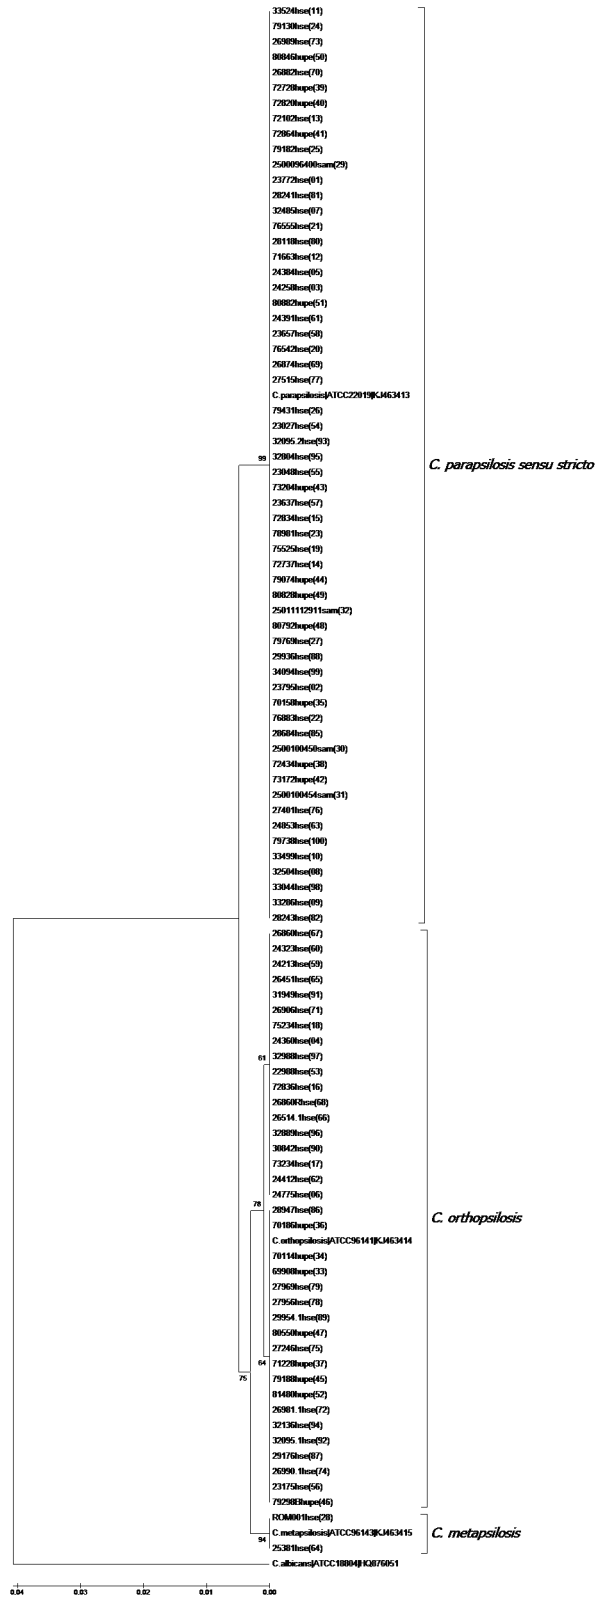 33524hse(11)
79130hse(24)
26989hse(73)
80846hupe(50)
26882hse(70)
72728hupe(39)
72820hupe(40)
72102hse(13)
72864hupe(41)
79182hse(25)
2500096400sam(29)
23772hse(01)
28241hse(81)
32485hse(07)
76555hse(21)
28118hse(80)
71663hse(12)
24384hse(05)
24258hse(03)
80882hupe(51)
24391hse(61)
23657hse(58)
76542hse(20)
26874hse(69)
27515hse(77)
C.parapsilosis|ATCC22019|KJ463413
79431hse(26)
23027hse(54)
32095.2hse(93)
32804hse(95)
99
23048hse(55)
C. parapsilosis sensu stricto
73204hupe(43)
23637hse(57)
72834hse(15)
78981hse(23)
75525hse(19)
72737hse(14)
79074hupe(44)
80828hupe(49)
25011112911sam(32)
80792hupe(48)
79769hse(27)
29936hse(88)
34094hse(99)
23795hse(02)
70158hupe(35)
76883hse(22)
28684hse(85)
2500100450sam(30)
72434hupe(38)
73172hupe(42)
2500100454sam(31)
27401hse(76)
24853hse(63)
79738hse(100)
33499hse(10)
32504hse(08)
33044hse(98)
33286hse(09)
28243hse(82)
26860hse(67)
24323hse(60)
24213hse(59)
26451hse(65)
31949hse(91)
26906hse(71)
75234hse(18)
24360hse(04)
32988hse(97)
61
22988hse(53)
72836hse(16)
26860Rhse(68)
26514.1hse(66)
32889hse(96)
30842hse(90)
73234hse(17)
24412hse(62)
24775hse(06)
78
28947hse(86)
70186hupe(36)
C. orthopsilosis
C.orthopsilosis|ATCC96141|KJ463414
70114hupe(34)
69908hupe(33)
27969hse(79)
27956hse(78)
29954.1hse(89)
80550hupe(47)
27246hse(75)
64
71228hupe(37)
75
79188hupe(45)
81480hupe(52)
26981.1hse(72)
32136hse(94)
32095.1hse(92)
29176hse(87)
26990.1hse(74)
23175hse(56)
79298Bhupe(46)
ROM001hse(28)
C.metapsilosis|ATCC96143|KJ463415
C. metapsilosis
94
25381hse(64)
C.albicans|ATCC18804|HQ876051
0.04 0.03 0.02 0.01 0.00